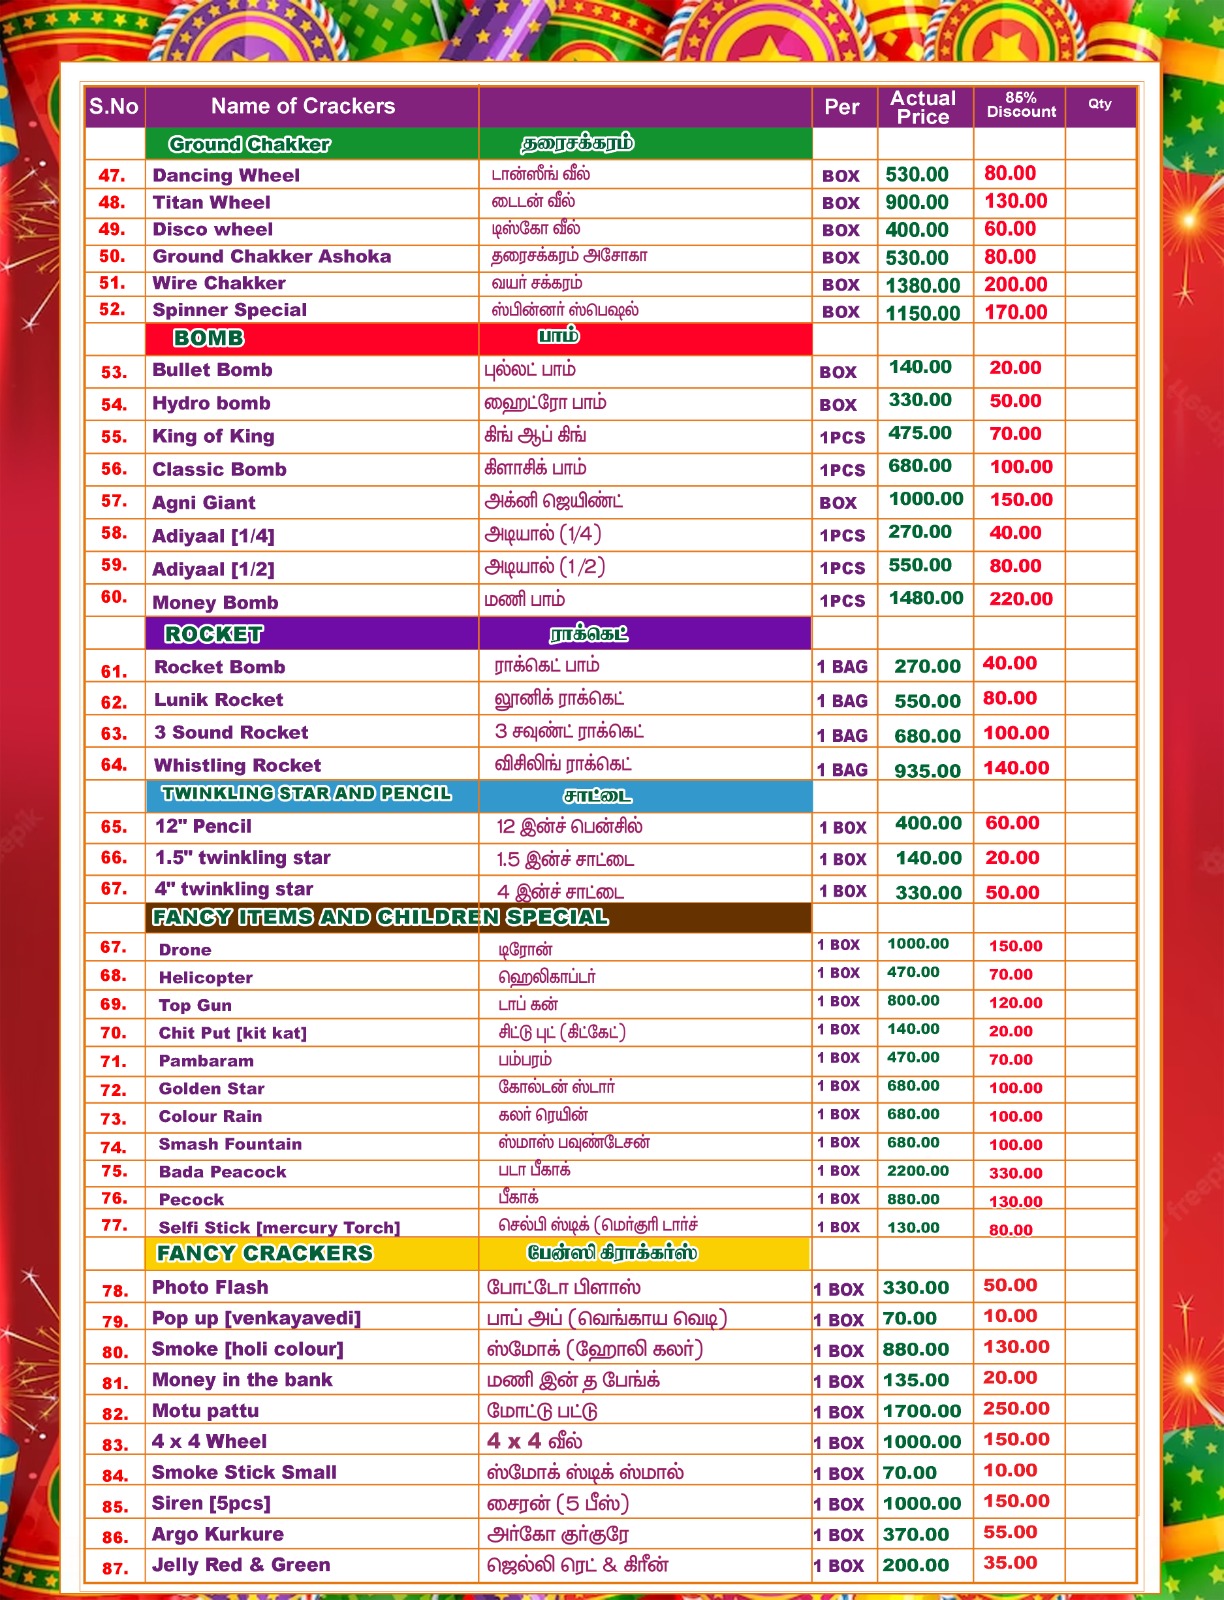 S.No Name of Crackers Per Actual Price 85% Discount Qty
Ground Chakker தரைசக்கரம்
47. Dancing Wheel டான்ஸீங் வீல் BOX 530.00 80.00
48. Titan Wheel டைடன் வீல் BOX 900.00 130.00
49. Disco wheel டிஸ்கோ வீல் BOX 400.00 60.00
50. Ground Chakker Ashoka தரைசக்கரம் அசோகா BOX 530.00 80.00
51. Wire Chakker வயர் சக்கரம் BOX 1380.00 200.00
52. Spinner Special ஸ்பின்னர் ஸ்பெஷல் BOX 1150.00 170.00
BOMB பாம்
53. Bullet Bomb புல்லட் பாம் BOX 140.00 20.00
54. Hydro bomb ஹைட்ரோ பாம் BOX 330.00 50.00
55. King of King கிங் ஆப் கிங் 1PCS 475.00 70.00
56. Classic Bomb கிளாசிக் பாம் 1PCS 680.00 100.00
57. Agni Giant அக்னி ஜெயிண்ட் BOX 1000.00 150.00
58. Adiyaal [1/4] அடியால் (1/4) 1PCS 270.00 40.00
59. Adiyaal [1/2] அடியால் (1/2) 1PCS 550.00 80.00
60. Money Bomb மணி பாம் 1PCS 1480.00 220.00
ROCKET ராக்கெட்
61. Rocket Bomb ராக்கெட் பாம் 1 BAG 270.00 40.00
62. Lunik Rocket லூனிக் ராக்கெட் 1 BAG 550.00 80.00
63. 3 Sound Rocket 3 சவுண்ட் ராக்கெட் 1 BAG 680.00 100.00
64. Whistling Rocket விசிலிங் ராக்கெட் 1 BAG 935.00 140.00
TWINKLING STAR AND PENCIL சாட்டை
65. 12" Pencil 12 இன்ச் பென்சில் 1 BOX 400.00 60.00
66. 1.5" twinkling star 1.5 இன்ச் சாட்டை 1 BOX 140.00 20.00
67. 4" twinkling star 4 இன்ச் சாட்டை 1 BOX 330.00 50.00
FANCY ITEMS AND CHILDREN SPECIAL
67. Drone டிரோன் 1 BOX 1000.00 150.00
68. Helicopter ஹெலிகாப்டர் 1 BOX 470.00 70.00
69. Top Gun டாப் கன் 1 BOX 800.00 120.00
70. Chit Put [kit kat] சிட்டு புட் (கிட்கேட்) 1 BOX 140.00 20.00
71. Pambaram பம்பரம் 1 BOX 470.00 70.00
72. Golden Star கோல்டன் ஸ்டார் 1 BOX 680.00 100.00
73. Colour Rain கலர் ரெயின் 1 BOX 680.00 100.00
74. Smash Fountain ஸ்மாஸ் பவுண்டேசன் 1 BOX 680.00 100.00
75. Bada Peacock படா பீகாக் 1 BOX 2200.00 330.00
76. Pecock பீகாக் 1 BOX 880.00 130.00
77. Selfi Stick [mercury Torch] செல்பி ஸ்டிக் (மெர்குரி டார்ச் 1 BOX 130.00 80.00
FANCY CRACKERS பேன்ஸி கிராக்கர்ஸ்
78. Photo Flash போட்டோ பிளாஸ் 1 BOX 330.00 50.00
79. Pop up [venkayavedi] பாப் அப் (வெங்காய வெடி) 1 BOX 70.00 10.00
80. Smoke [holi colour] ஸ்மோக் (ஹோலி கலர்) 1 BOX 880.00 130.00
81. Money in the bank மணி இன் த பேங்க் 1 BOX 135.00 20.00
82. Motu pattu மோட்டு பட்டு 1 BOX 1700.00 250.00
83. 4 x 4 Wheel 4 x 4 வீல் 1 BOX 1000.00 150.00
84. Smoke Stick Small ஸ்மோக் ஸ்டிக் ஸ்மால் 1 BOX 70.00 10.00
85. Siren [5pcs] சைரன் (5 பீஸ்) 1 BOX 1000.00 150.00
86. Argo Kurkure அர்கோ குர்குரே 1 BOX 370.00 55.00
87. Jelly Red & Green ஜெல்லி ரெட் & கிரீன் 1 BOX 200.00 35.00